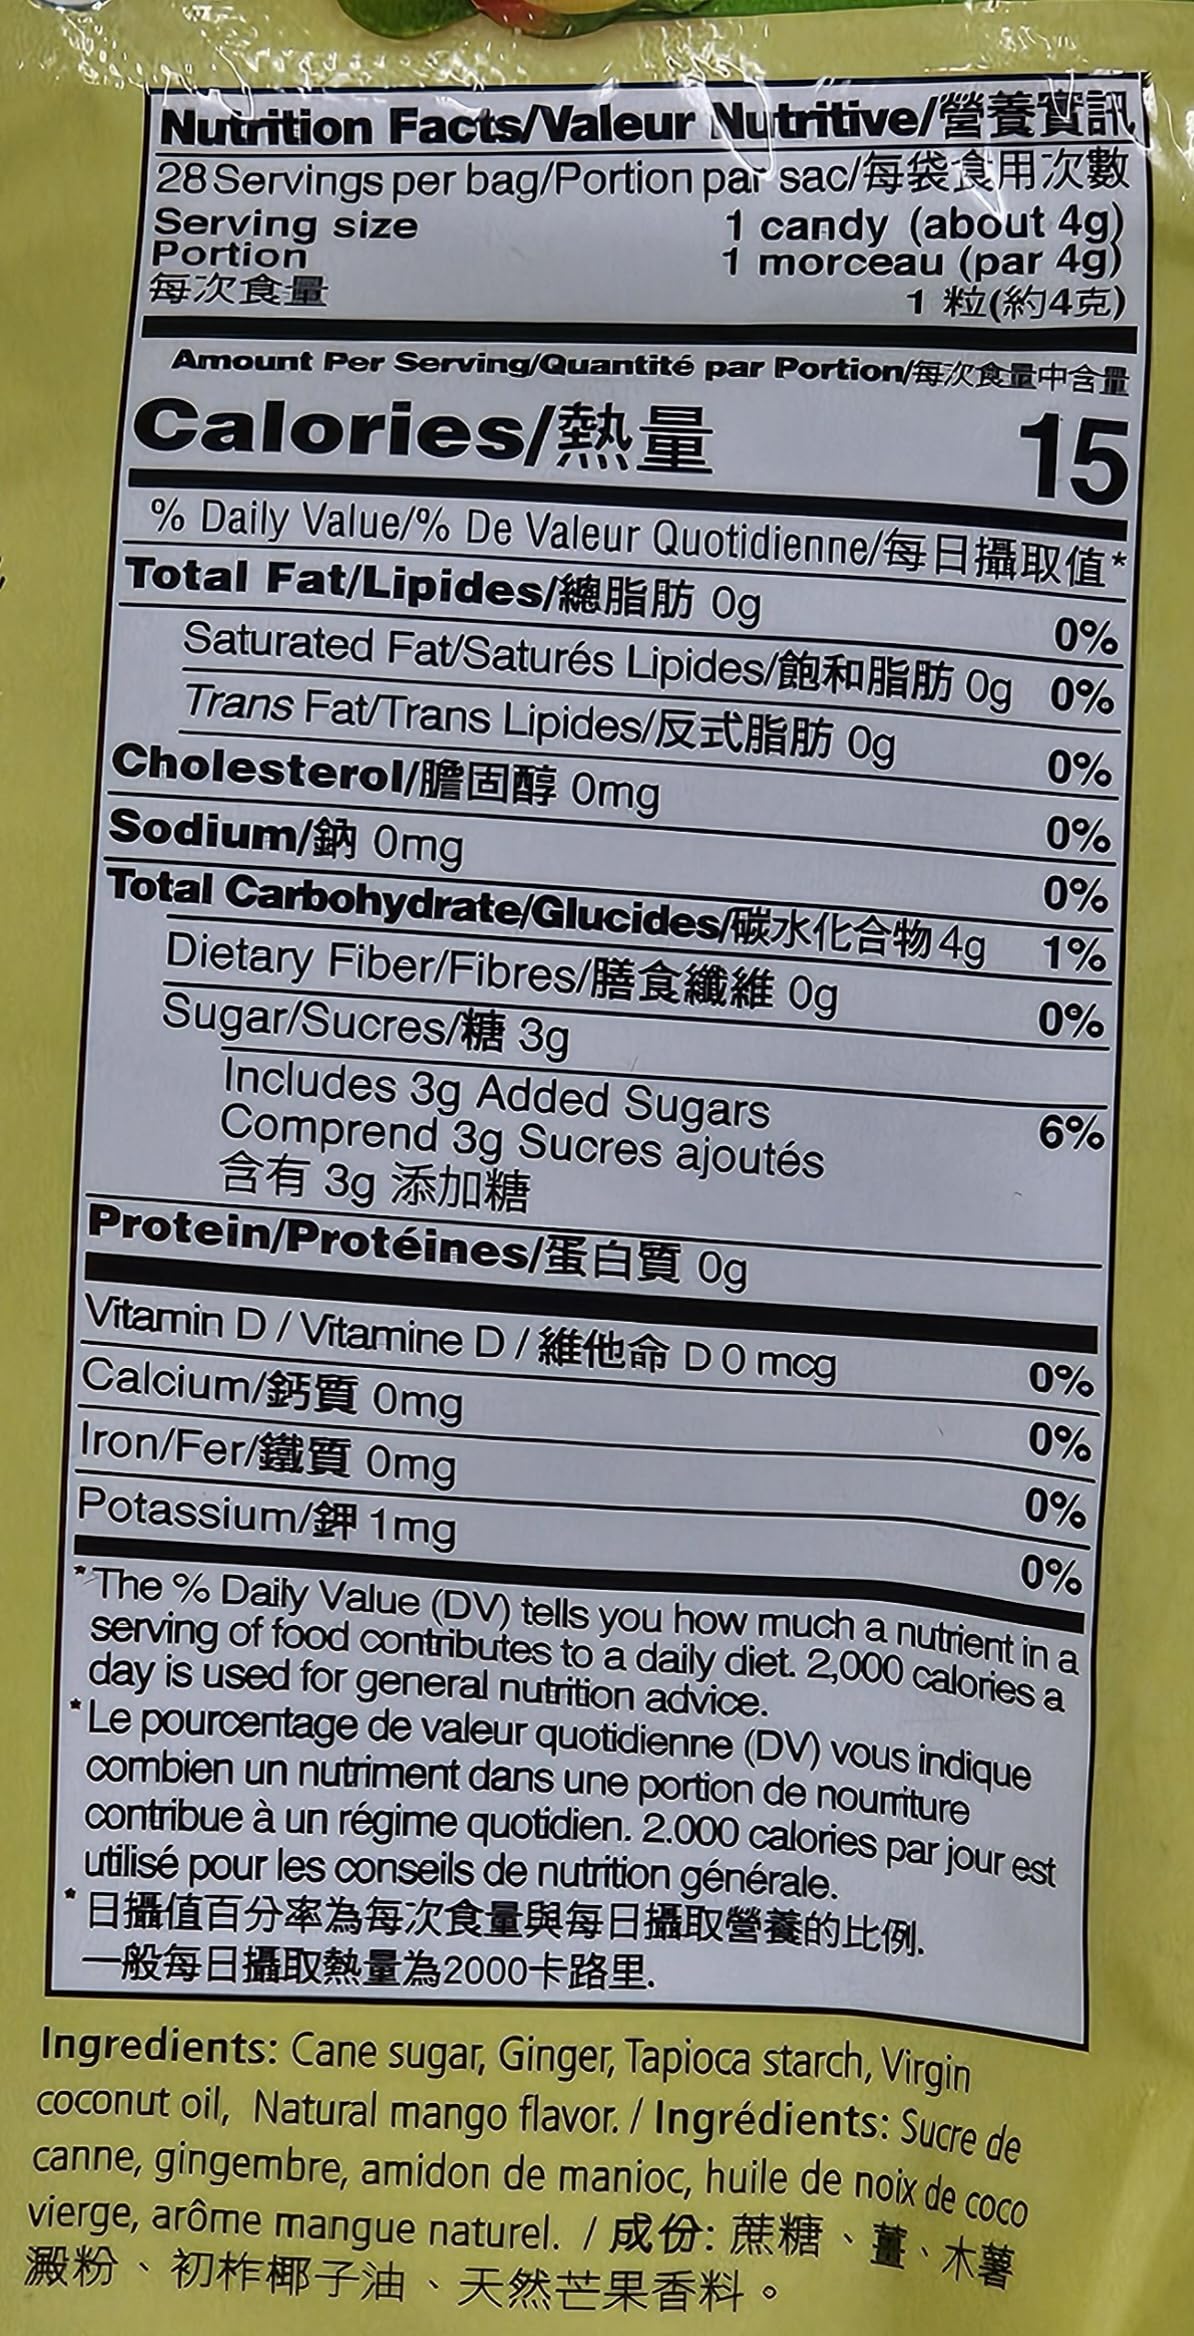 Nutrition Facts/Valeur Nutritive/營養資訊
28 Servings per bag/Portion par sac/每袋食用次數
Serving size 1 candy (about 4g)
Portion 1 morceau (par 4g)
每次食量 1 粒(約4克)
Amount Per Serving/Quantité par Portion/每次食量中含量
Calories/熱量 15
% Daily Value/% De Valeur Quotidienne/每日攝取值*
Total Fat/Lipides/總脂肪 0g 0%
Saturated Fat/Saturés Lipides/飽和脂肪 0g 0%
Trans Fat/Trans Lipides/反式脂肪 0g 0%
Cholesterol/膽固醇 0mg 0%
Sodium/鈉 0mg 0%
Total Carbohydrate/Glucides/碳水化合物 4g 1%
Dietary Fiber/Fibres/膳食纖維 0g 0%
Sugar/Sucres/糖 3g
Includes 3g Added Sugars 6%
Comprend 3g Sucres ajoutés
含有 3g 添加糖
Protein/Protéines/蛋白質 0g
Vitamin D / Vitamine D / 維他命 D 0 mcg 0%
Calcium/鈣質 0mg 0%
Iron/Fer/鐵質 0mg 0%
Potassium/鉀 1mg 0%
*The % Daily Value (DV) tells you how much a nutrient in a
serving of food contributes to a daily diet. 2,000 calories a
day is used for general nutrition advice.
*Le pourcentage de valeur quotidienne (DV) vous indique
combien un nutriment dans une portion de nourriture
contribue à un régime quotidien. 2.000 calories par jour est
utilisé pour les conseils de nutrition générale.
*日攝值百分率為每次食量與每日攝取營養的比例.
一般每日攝取熱量為2000卡路里.
Ingredients: Cane sugar, Ginger, Tapioca starch, Virgin
coconut oil, Natural mango flavor. / Ingrédients: Sucre de
canne, gingembre, amidon de manioc, huile de noix de coco
vierge, arôme mangue naturel. / 成份: 蔗糖、薑、木薯
澱粉、初柞椰子油、天然芒果香料。